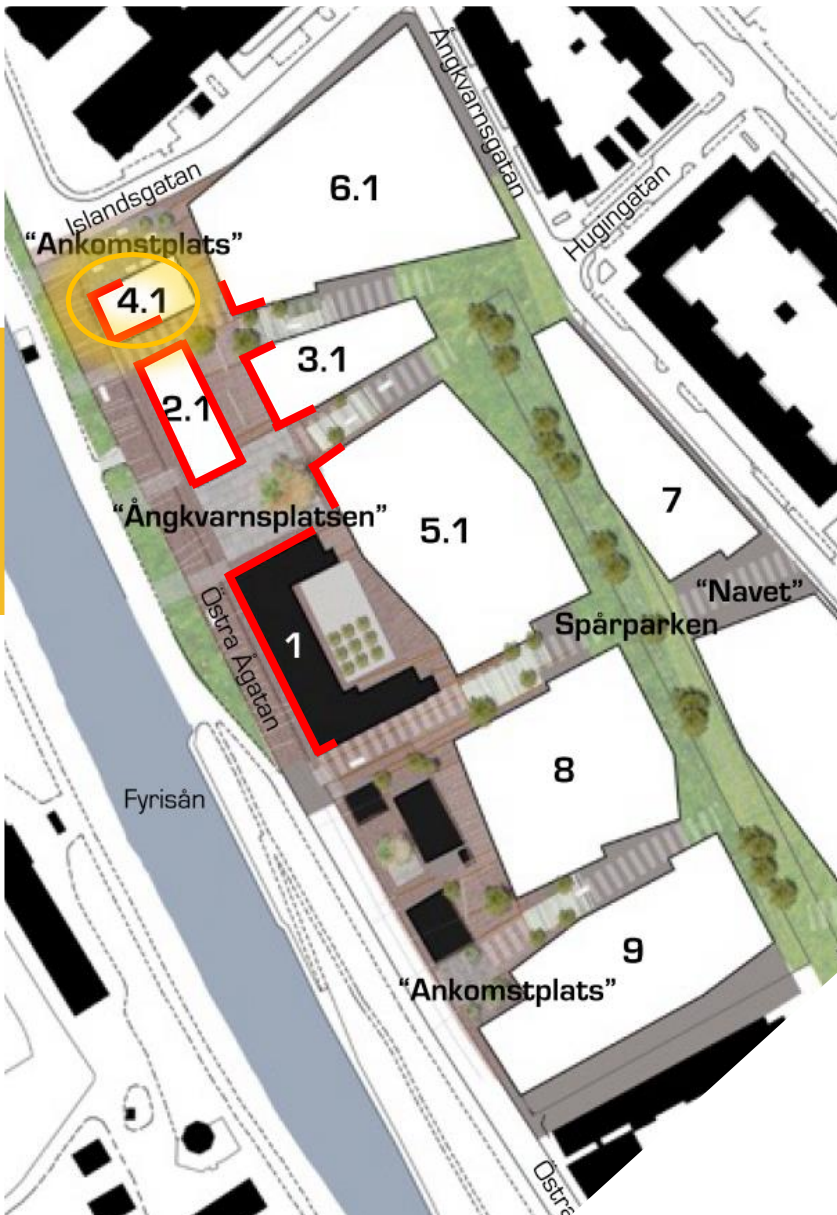 Ångkvarnsgatan
6.1
Islandsgatan
Hugingatan
“Ankomstplats”
4.1
3.1
2.1
7
“Ångkvarnsplatsen”
5.1
“Navet”
Spårparken
Östra Ågatan
1
8
Fyrisån
9
“Ankomstplats”
Östra